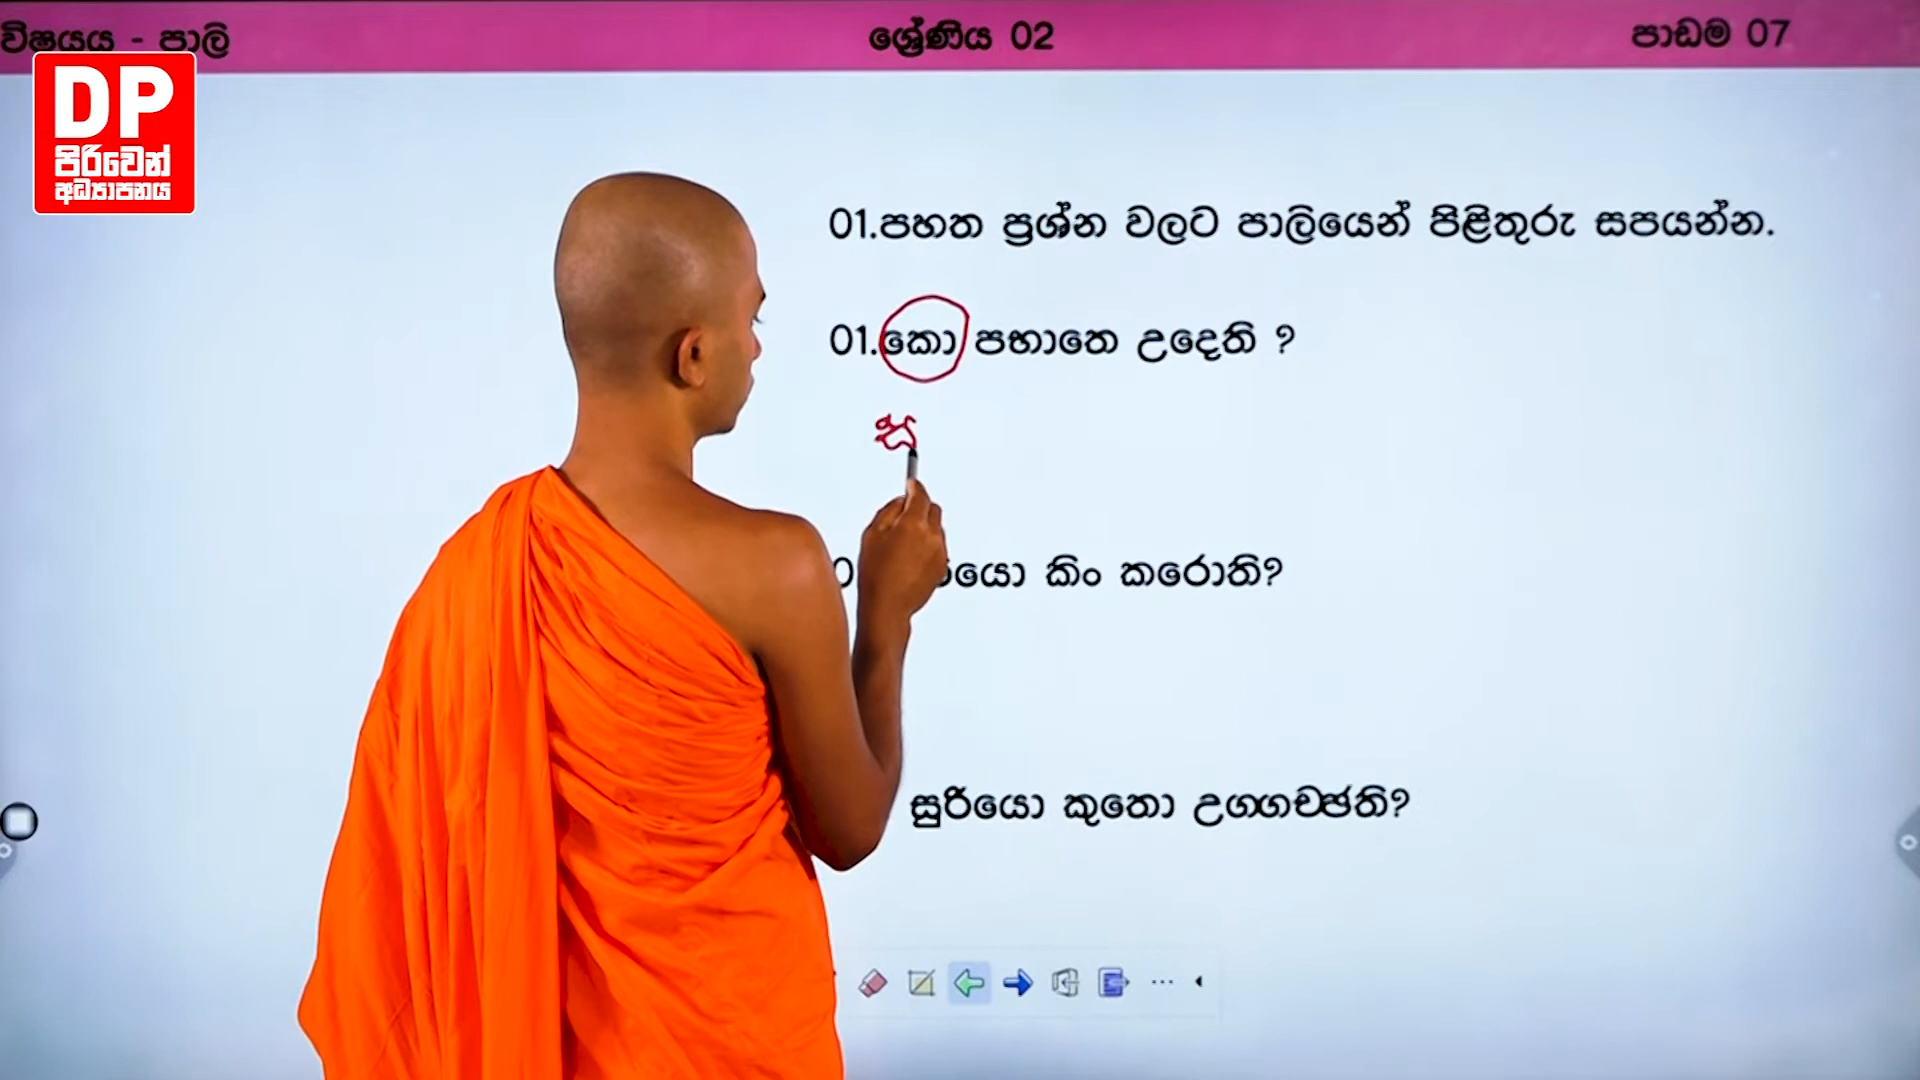 විෂයය - පාලි
ශ්‍රේණිය 02
පාඩම 07
DP
පිරිවෙන්
අධ්‍යාපනය
01.පහත ප්‍රශ්න වලට පාලියෙන් පිළිතුරු සපයන්න.
01.කො පභාතෙ උදෙති ?
කිං කරොති?
සුරියො කුතො උග්ගච්ඡති?